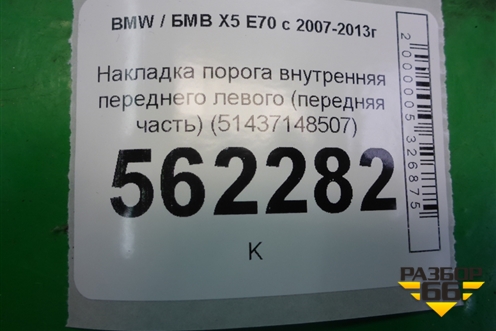 BMW / БМВ X5 E70 с 2007-2013г
Накладка порога внутренняя
переднего левого (передняя
часть) (51437148507)
562282
К
2000005326875
РАЗБОР
66